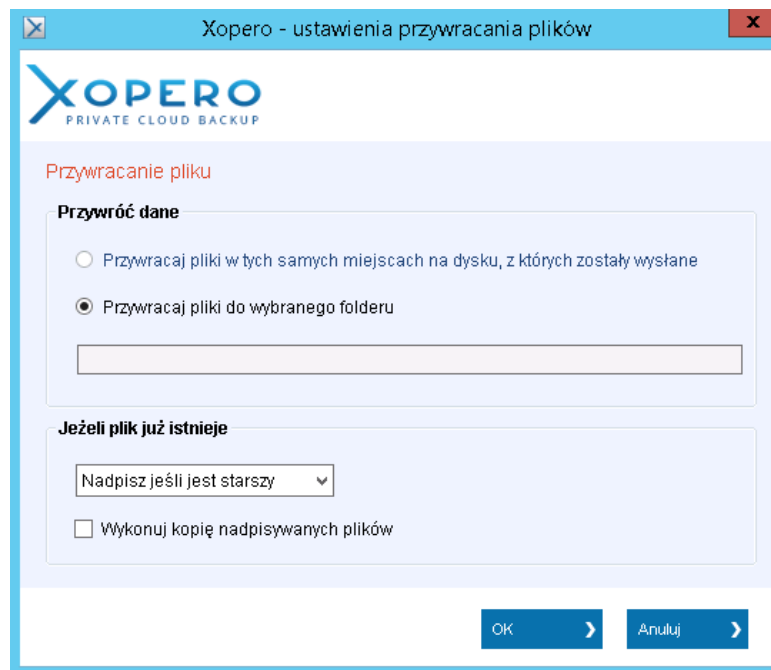 Xopero - ustawienia przywracania plików
x
XOPERO
PRIVATE CLOUD BACKUP
Przywracanie pliku
Przywróć dane
Przywracaj pliki w tych samych miejscach na dysku, z których zostały wysłane
Przywracaj pliki do wybranego folderu
Jeżeli plik już istnieje
Nadpisz jeśli jest starszy
Wykonuj kopię nadpisywanych plików
OK
Anuluj